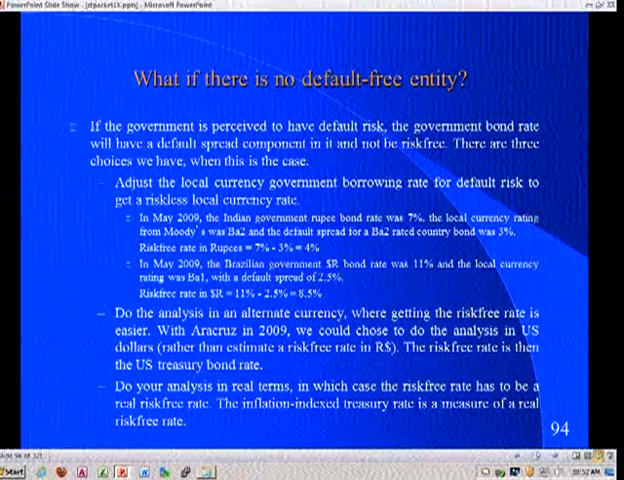 PowerPoint Slide Show - [cfpacket1X.pptx] - Microsoft PowerPoint
What if there is no default-free entity?
If the government is perceived to have default risk, the government bond rate
will have a default spread component in it and not be riskfree. There are three
choices we have, when this is the case.
– Adjust the local currency government borrowing rate for default risk to
get a riskless local currency rate.
In May 2009, the Indian government rupee bond rate was 7%. the local currency rating
from Moody's was Ba2 and the default spread for a Ba2 rated country bond was 3%.
Riskfree rate in Rupees = 7% - 3% = 4%
In May 2009, the Brazilian government $R bond rate was 11% and the local currency
rating was Ba1, with a default spread of 2.5%.
Riskfree rate in $R = 11% - 2.5% = 8.5%
– Do the analysis in an alternate currency, where getting the riskfree rate is
easier. With Aracruz in 2009, we could chose to do the analysis in US
dollars (rather than estimate a riskfree rate in R$). The riskfree rate is then
the US treasury bond rate.
– Do your analysis in real terms, in which case the riskfree rate has to be a
real riskfree rate. The inflation-indexed treasury rate is a measure of a real
riskfree rate.
94
Slide 94 of 321
Start
10:52 AM